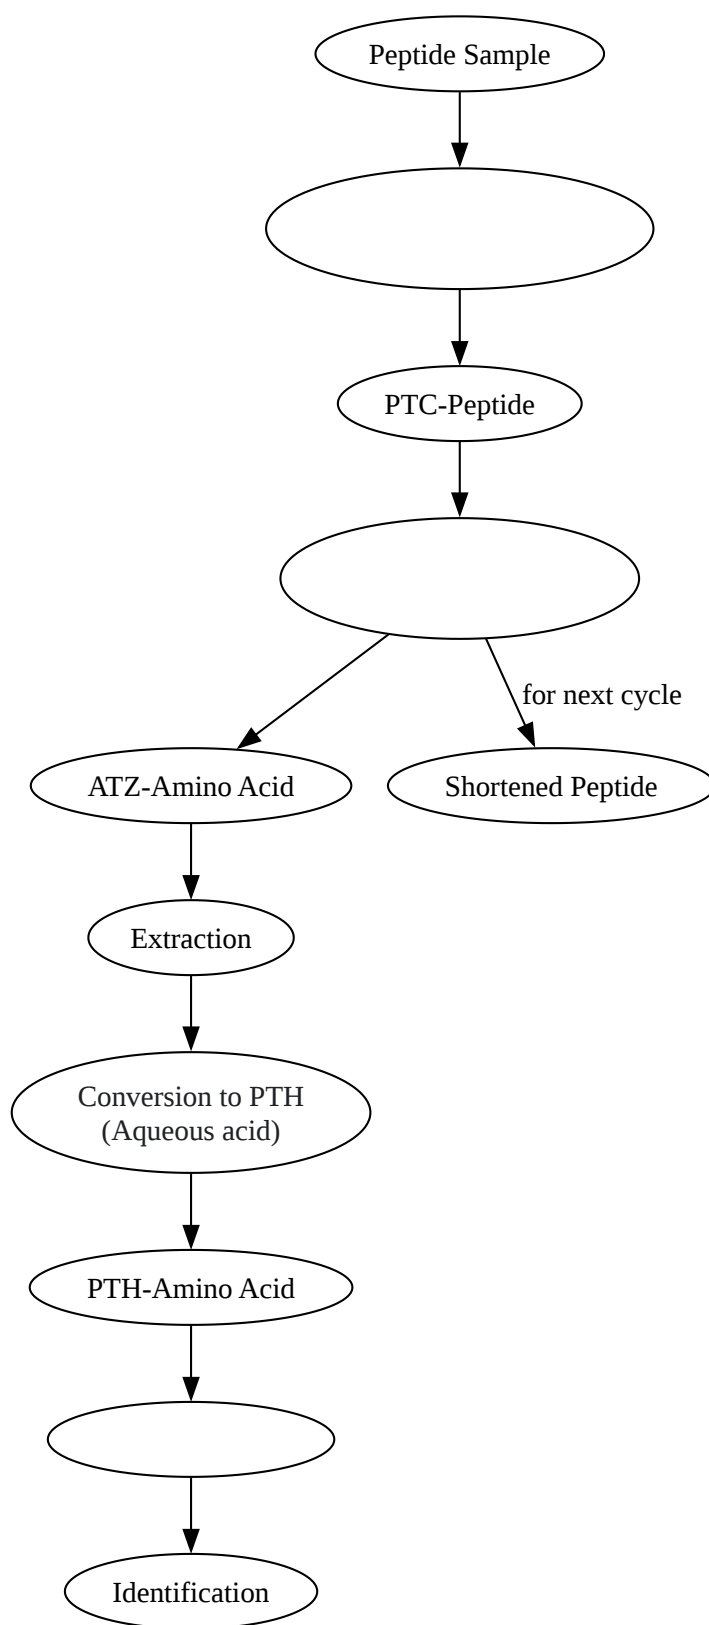 Peptide Sample
PTC-Peptide
for next cycle
ATZ-Amino Acid
Shortened Peptide
Extraction
Conversion to PTH
(Aqueous acid)
PTH-Amino Acid
Identification